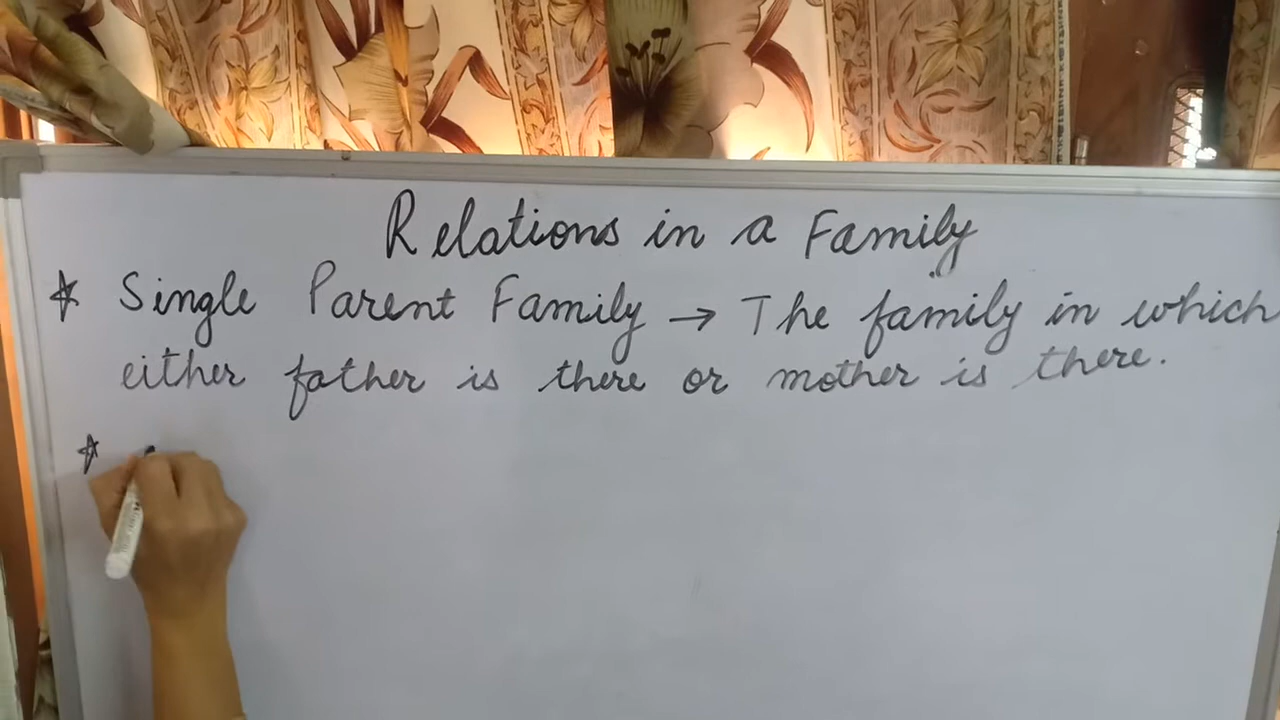 Relations in a Family
☆ Single Parent Family → The family in which
either father is there or mother is there.
☆